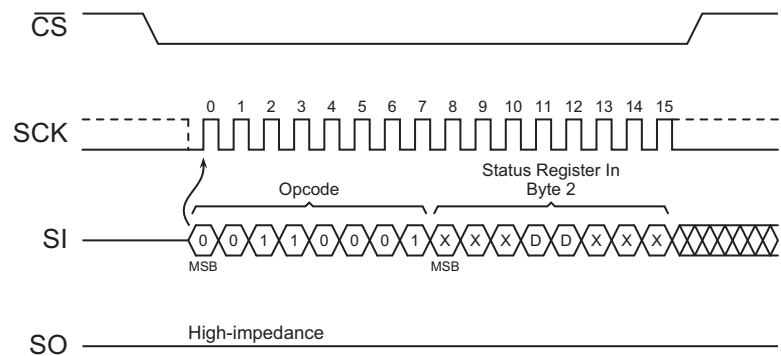 CS
0 1 2 3 4 5 6 7 8 9 10 11 12 13 14 15
SCK
Opcode
Status Register In
Byte 2
SI
0 0 1 1 0 0 0 1 X X X D D X X X
MSB MSB
High-impedance
SO